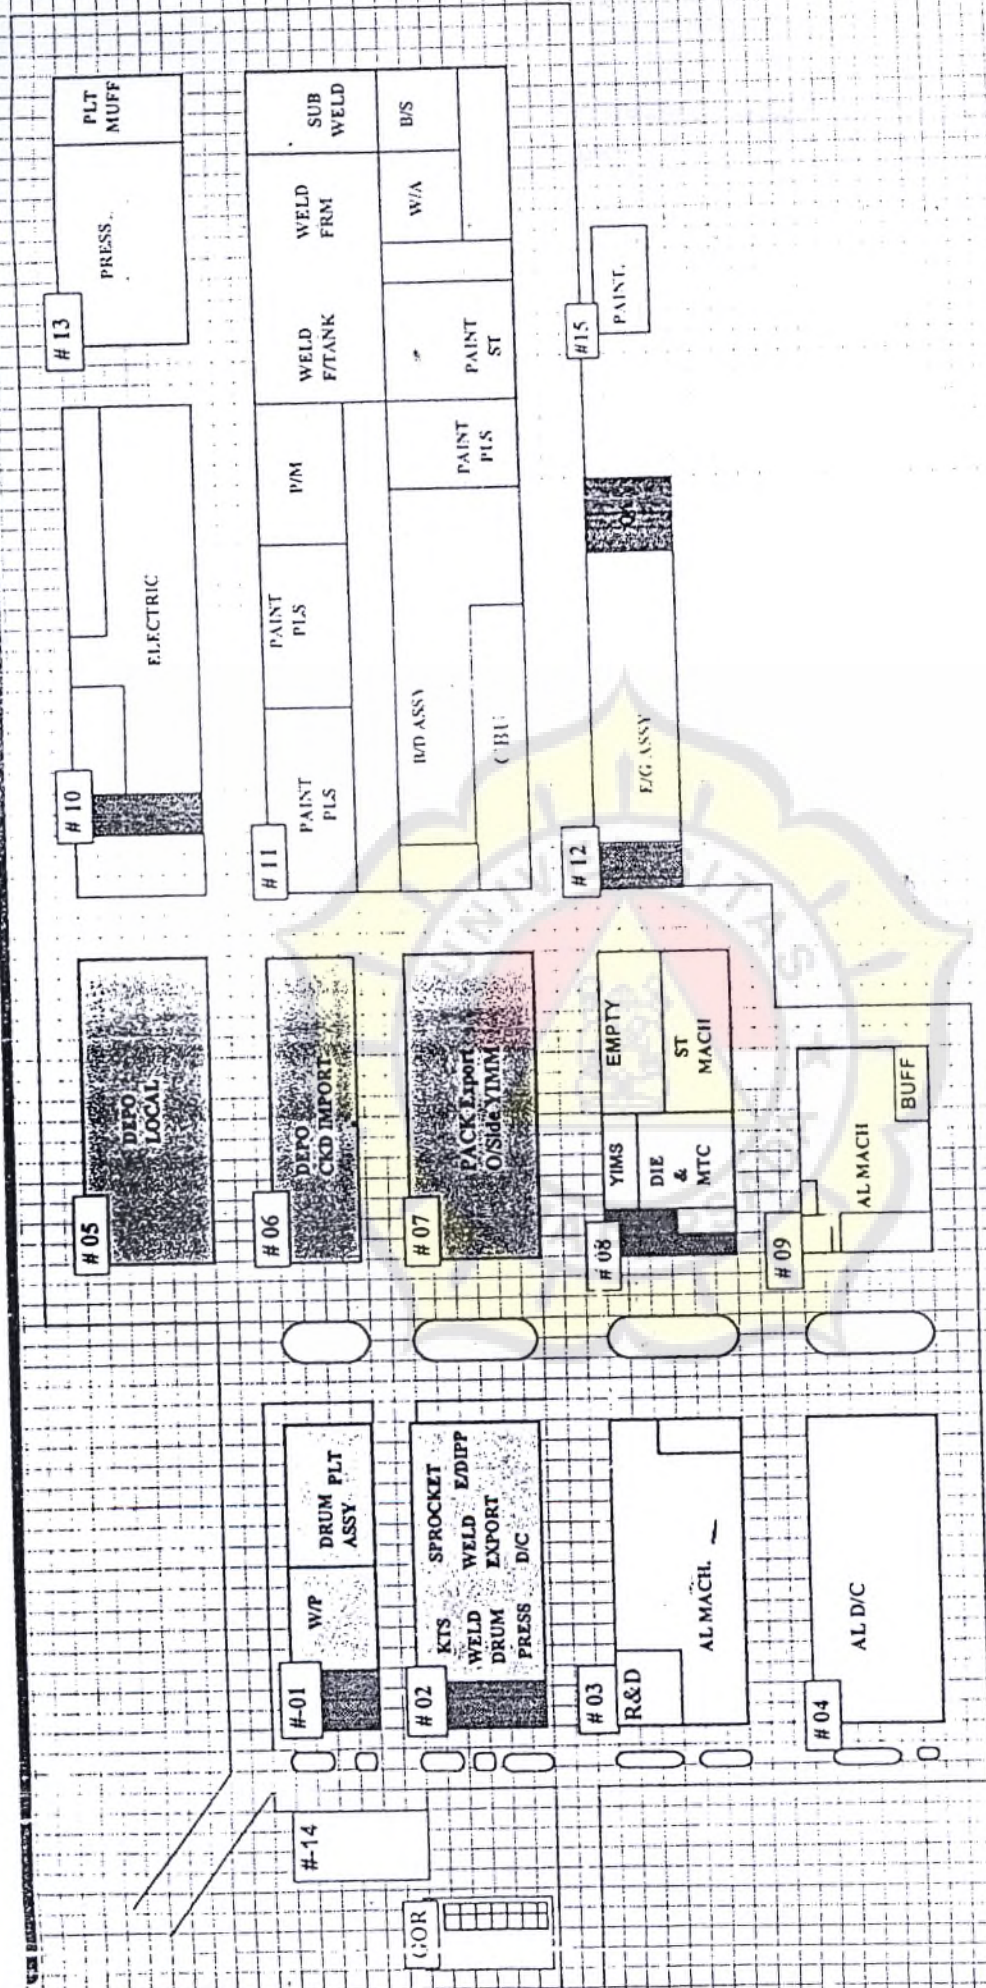 # 13
PRESS.
PLT
MUFF
# 10
ELECTRIC
# 05
DEPO
LOCAL
# 11
PAINT
PLS
PAINT
PLS
P/M
WELD
F/TANK
WELD
FRM
SUB
WELD
B/D ASSY
CBU
PAINT
PLS
PAINT
ST
W/A
B/S
# 06
DEPO
CKD IMPORT
# 07
PACK Export
O/Side YIMM
# 12
E/G ASSY
#15
PAINT.
# 08
YIMS
DIE
&
MTC
EMPTY
ST
MACH
# 09
AL MACH
BUFF
#-01
W/P
DRUM PLT
ASSY
# 02
KTS SPROCKET
WELD WELD E/DIPP
DRUM EXPORT
PRESS D/C
# 03
R&D
AL MACH.
# 04
AL D/C
#-14
GOR
UNIVERSITAS